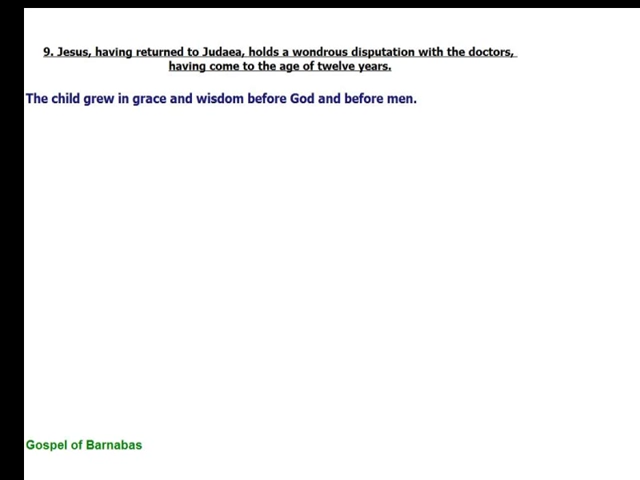 9. Jesus, having returned to Judaea, holds a wondrous disputation with the doctors,
having come to the age of twelve years.
The child grew in grace and wisdom before God and before men.
Gospel of Barnabas